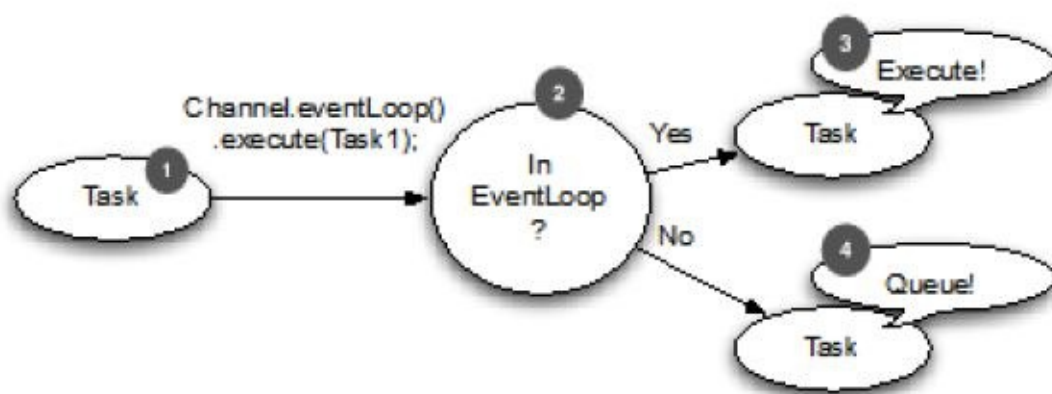 1
Task
Channel.eventLoop()
.execute(Task1);
2
In
EventLoop
?
Yes
3
Execute!
Task
No
4
Queue!
Task